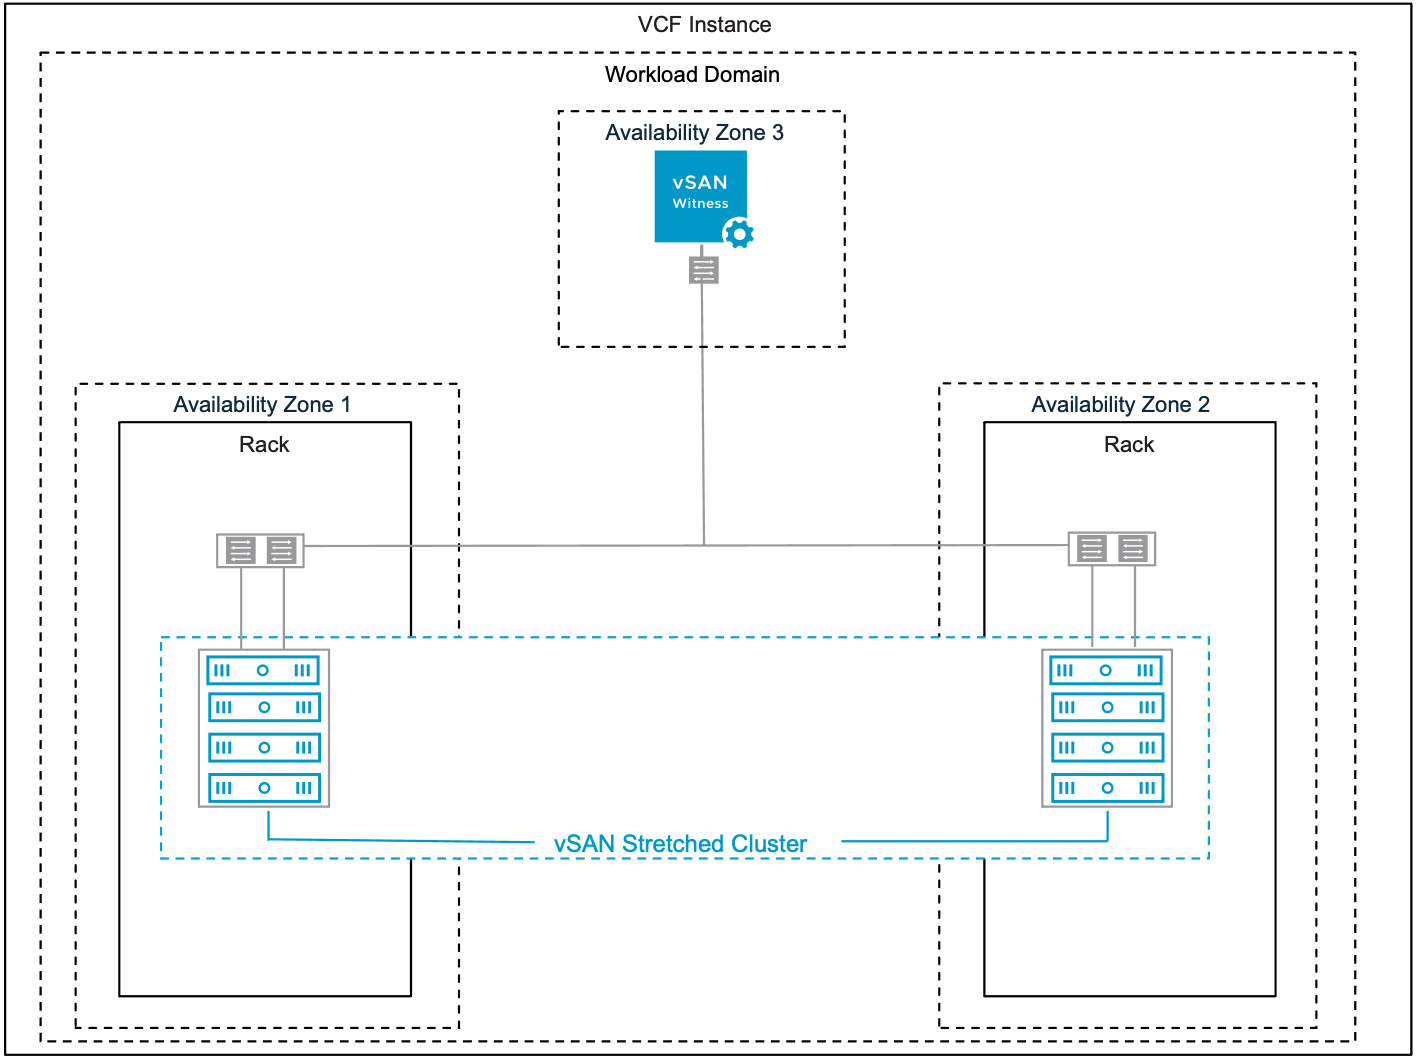 VCF Instance
Workload Domain
Availability Zone 3
vSAN
Witness
Availability Zone 1
Availability Zone 2
Rack
Rack
vSAN Stretched Cluster